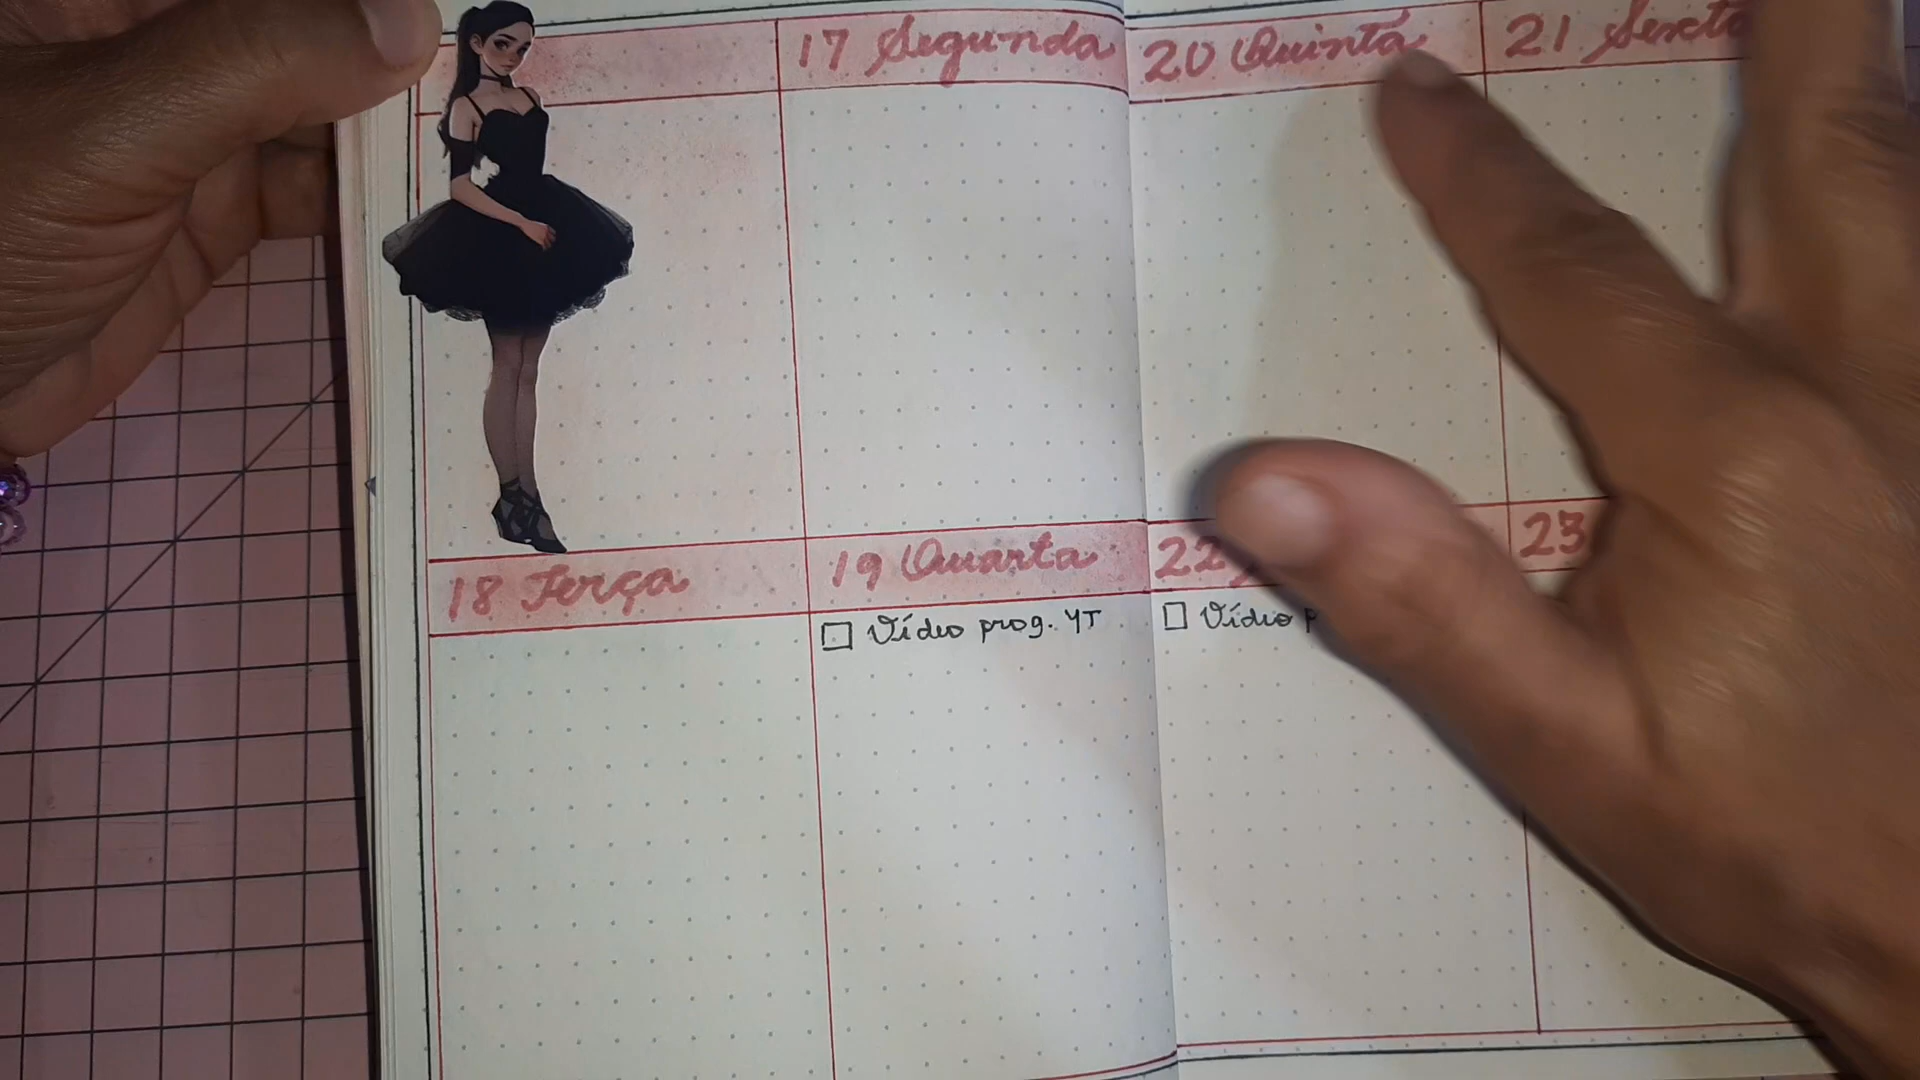 17 Segunda
20 Quinta
21 Sexta
18 Terça
19 Quarta
Vídeo prog. YT
22
Vídeo
23